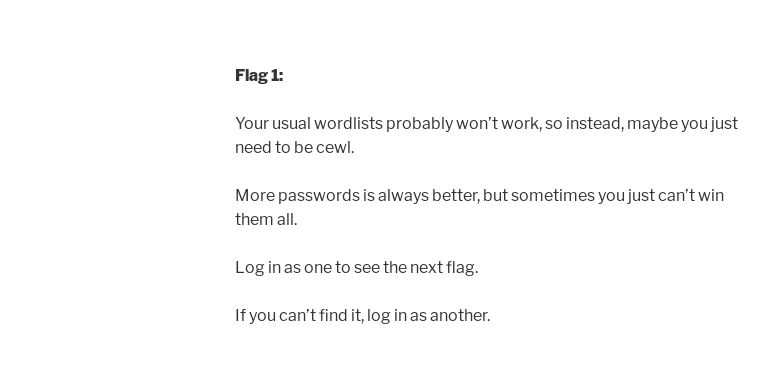 Flag 1:
Your usual wordlists probably won’t work, so instead, maybe you just
need to be cewl.
More passwords is always better, but sometimes you just can’t win
them all.
Log in as one to see the next flag.
If you can’t find it, log in as another.